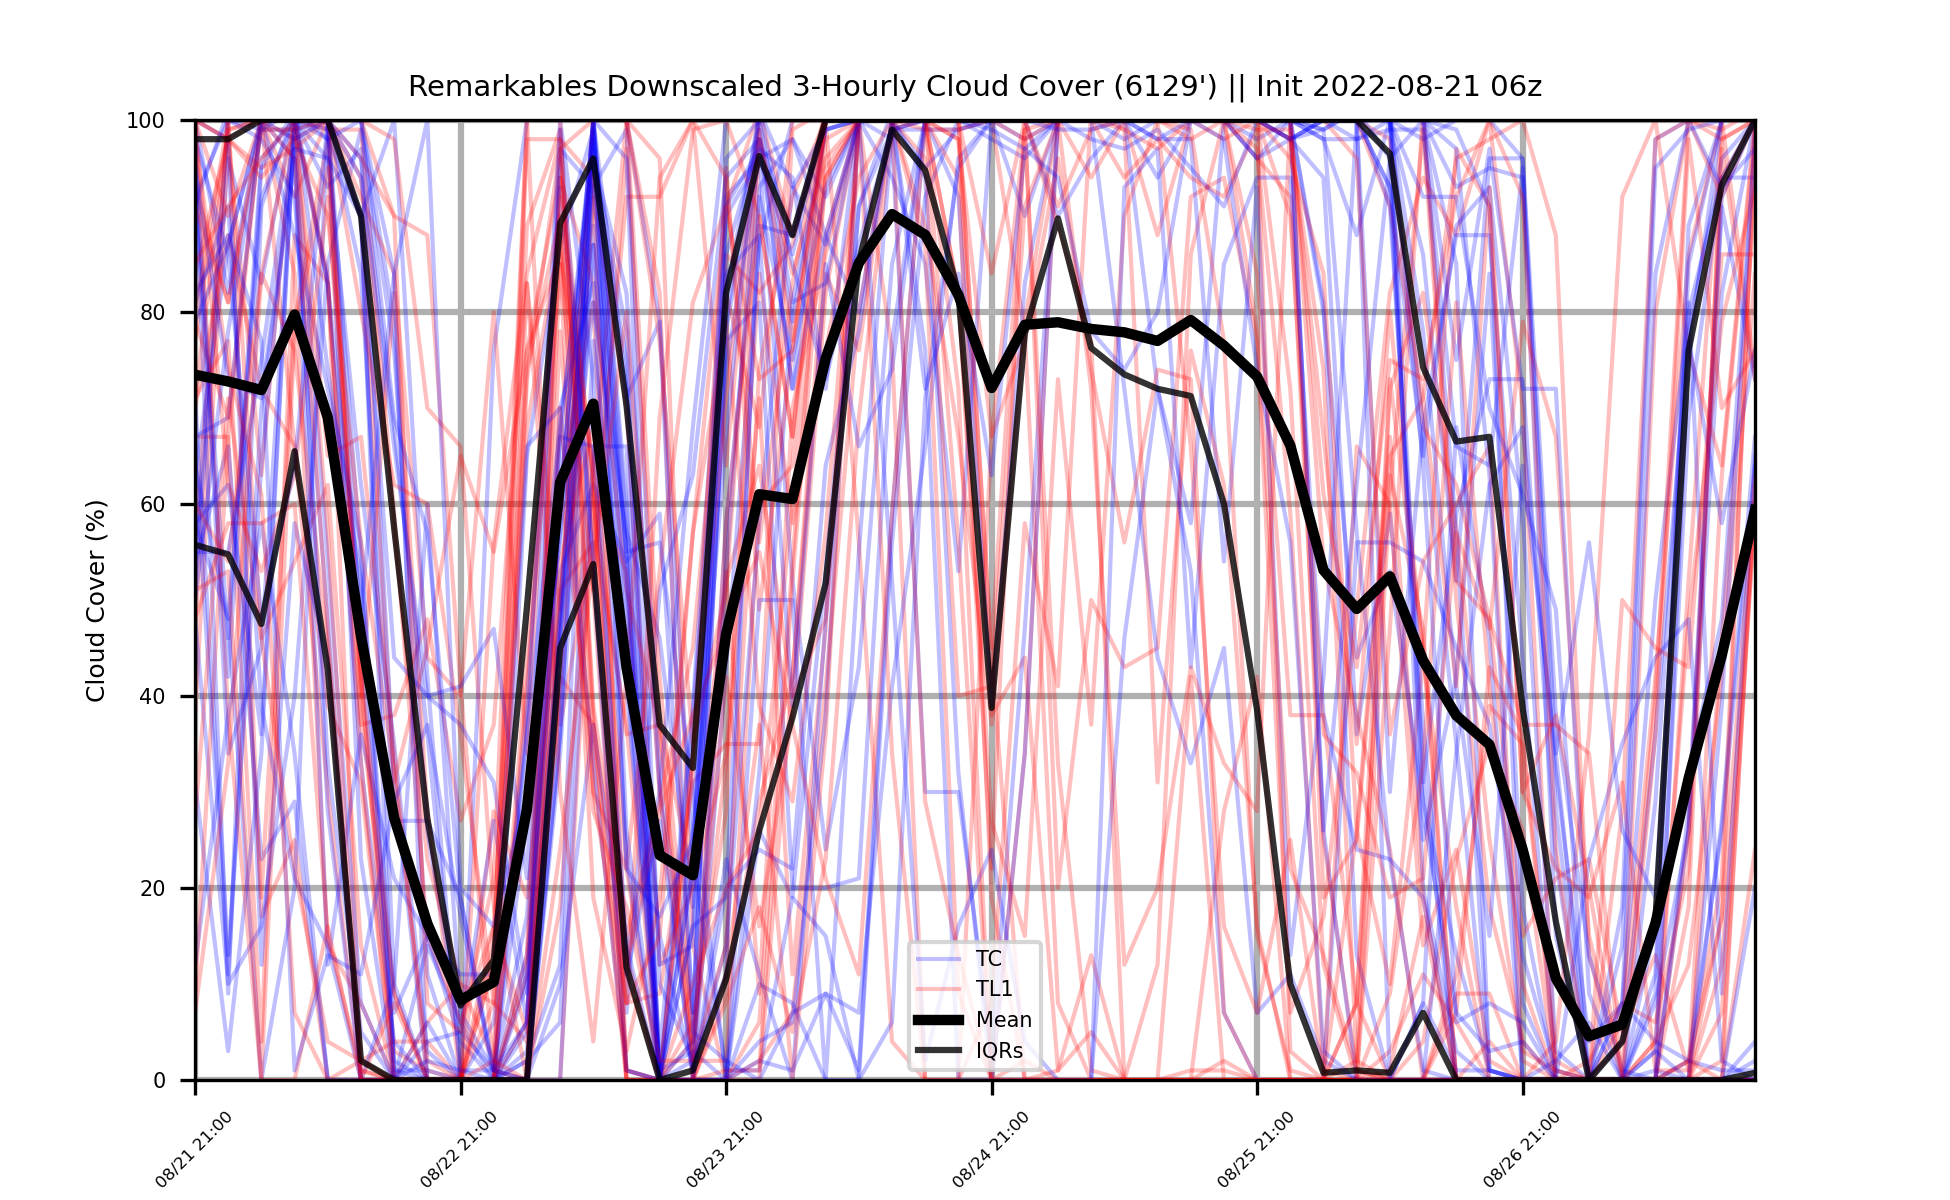 Remarkables Downscaled 3-Hourly Cloud Cover (6129') || Init 2022-08-21 06z
Cloud Cover (%)
100
80
60
40
20
0
TC
TL1
Mean
IQRs
08/21 21:00
08/22 21:00
08/23 21:00
08/24 21:00
08/25 21:00
08/26 21:00